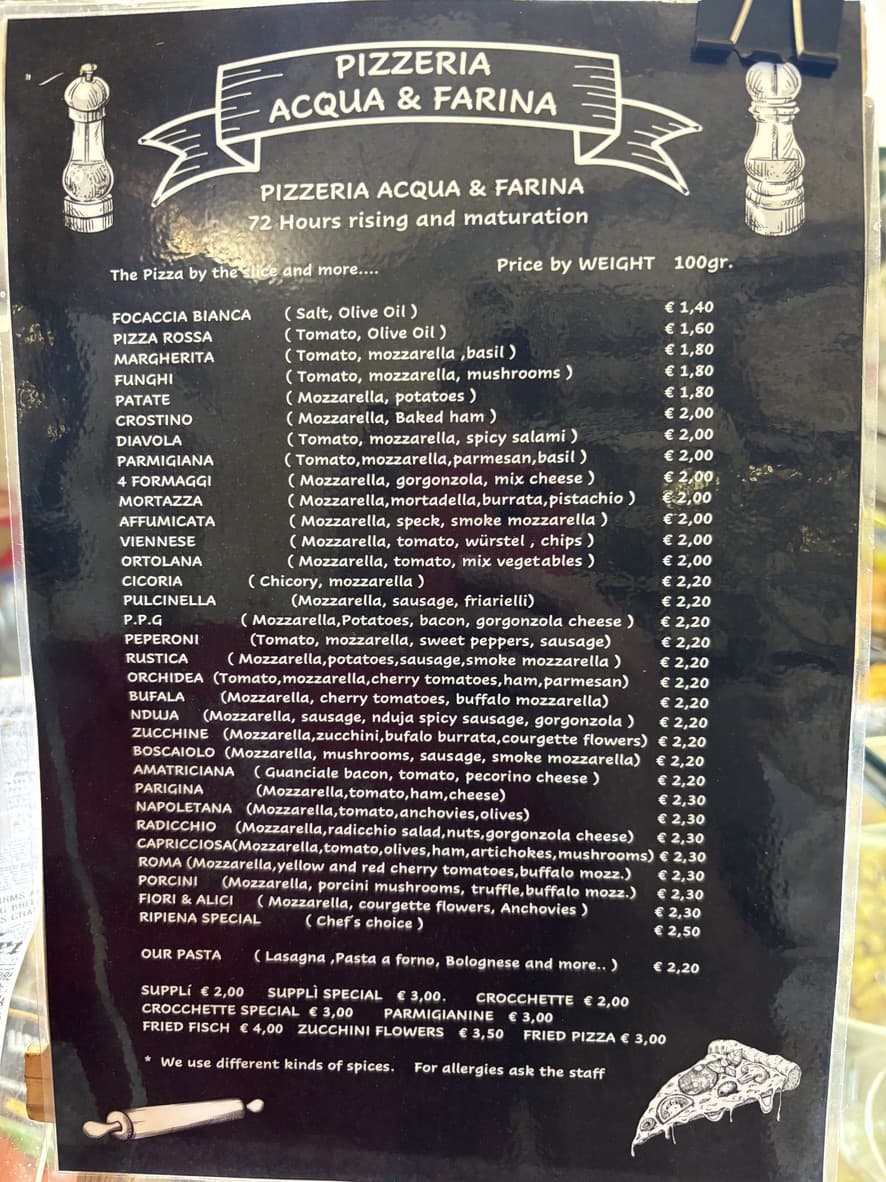 PIZZERIA
ACQUA & FARINA
PIZZERIA ACQUA & FARINA
72 Hours rising and maturation
The Pizza by the slice and more.... Price by WEIGHT 100gr.
FOCACCIA BIANCA ( Salt, Olive Oil ) € 1,40
PIZZA ROSSA ( Tomato, Olive Oil ) € 1,60
MARGHERITA ( Tomato, mozzarella ,basil ) € 1,80
FUNGHI ( Tomato, mozzarella, mushrooms ) € 1,80
PATATE ( Mozzarella, potatoes ) € 1,80
CROSTINO ( Mozzarella, Baked ham ) € 2,00
DIAVOLA ( Tomato, mozzarella, spicy salami ) € 2,00
PARMIGIANA ( Tomato,mozzarella,parmesan,basil ) € 2,00
4 FORMAGGI ( Mozzarella, gorgonzola, mix cheese ) € 2,00
MORTAZZA ( Mozzarella,mortadella,burrata,pistachio ) € 2,00
AFFUMICATA ( Mozzarella, speck, smoke mozzarella ) € 2,00
VIENNESE ( Mozzarella, tomato, würstel , chips ) € 2,00
ORTOLANA ( Mozzarella, tomato, mix vegetables ) € 2,00
CICORIA ( Chicory, mozzarella ) € 2,20
PULCINELLA (Mozzarella, sausage, friarielli) € 2,20
P.P.G ( Mozzarella,Potatoes, bacon, gorgonzola cheese ) € 2,20
PEPERONI (Tomato, mozzarella, sweet peppers, sausage) € 2,20
RUSTICA ( Mozzarella,potatoes,sausage,smoke mozzarella ) € 2,20
ORCHIDEA (Tomato,mozzarella,cherry tomatoes,ham,parmesan) € 2,20
BUFALA (Mozzarella, cherry tomatoes, buffalo mozzarella) € 2,20
NDUJA (Mozzarella, sausage, nduja spicy sausage, gorgonzola ) € 2,20
ZUCCHINE (Mozzarella,zucchini,bufalo burrata,courgette flowers) € 2,20
BOSCAIOLO (Mozzarella, mushrooms, sausage, smoke mozzarella) € 2,20
AMATRICIANA ( Guanciale bacon, tomato, pecorino cheese ) € 2,20
PARIGINA (Mozzarella,tomato,ham,cheese) € 2,30
NAPOLETANA (Mozzarella,tomato,anchovies,olives) € 2,30
RADICCHIO (Mozzarella,radicchio salad,nuts,gorgonzola cheese) € 2,30
CAPRICCIOSA(Mozzarella,tomato,olives,ham,artichokes,mushrooms) € 2,30
ROMA (Mozzarella,yellow and red cherry tomatoes,buffalo mozz.) € 2,30
PORCINI (Mozzarella, porcini mushrooms, truffle,buffalo mozz.) € 2,30
FIORI & ALICI ( Mozzarella, courgette flowers, Anchovies ) € 2,30
RIPIENA SPECIAL ( Chef's choice ) € 2,50
OUR PASTA ( Lasagna ,Pasta a forno, Bolognese and more.. ) € 2,20
SUPPLÍ € 2,00 SUPPLÌ SPECIAL € 3,00. CROCCHETTE € 2,00
CROCCHETTE SPECIAL € 3,00 PARMIGIANINE € 3,00
FRIED FISCH € 4,00 ZUCCHINI FLOWERS € 3,50 FRIED PIZZA € 3,00
* We use different kinds of spices. For allergies ask the staff